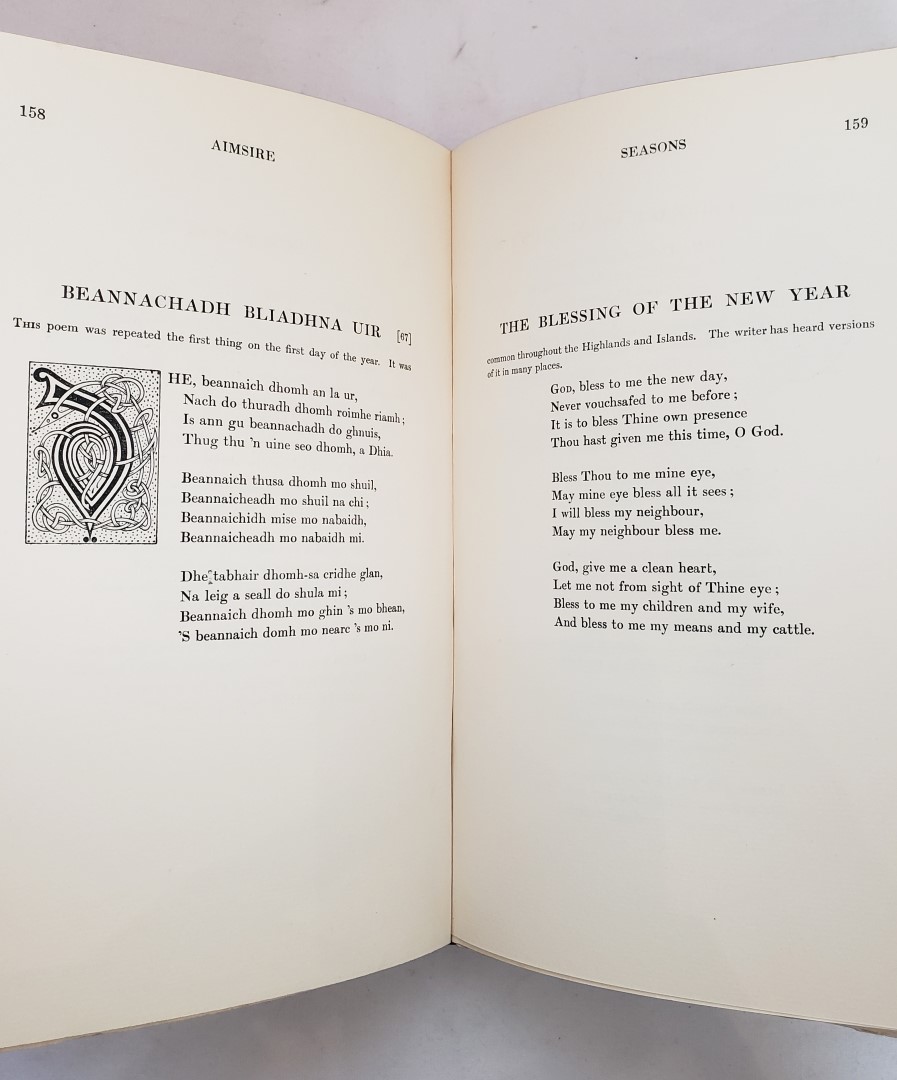 158
AIMSIRE
BEANNACHADH BLIADHNA UIR [67]
THIS poem was repeated the first thing on the first day of the year. It was
DHE, beannaich dhomh an la ur,
Nach do thuradh dhomh roimhe riamh;
Is ann gu beannachadh do ghnuis,
Thug thu 'n uine seo dhomh, a Dhia.
Beannaich thusa dhomh mo shuil,
Beannaicheadh mo shuil na chi;
Beannaichidh mise mo nabaidh,
Beannaicheadh mo nabaidh mi.
Dhe tabhair dhomh-sa cridhe glan,
Na leig a seall do shula mi;
Beannaich dhomh mo ghin 's mo bhean,
'S beannaich domh mo nearc 's mo ni.
159
SEASONS
THE BLESSING OF THE NEW YEAR
common throughout the Highlands and Islands. The writer has heard versions
of it in many places.
GOD, bless to me the new day,
Never vouchsafed to me before;
It is to bless Thine own presence
Thou hast given me this time, O God.
Bless Thou to me mine eye,
May mine eye bless all it sees;
I will bless my neighbour,
May my neighbour bless me.
God, give me a clean heart,
Let me not from sight of Thine eye;
Bless to me my children and my wife,
And bless to me my means and my cattle.